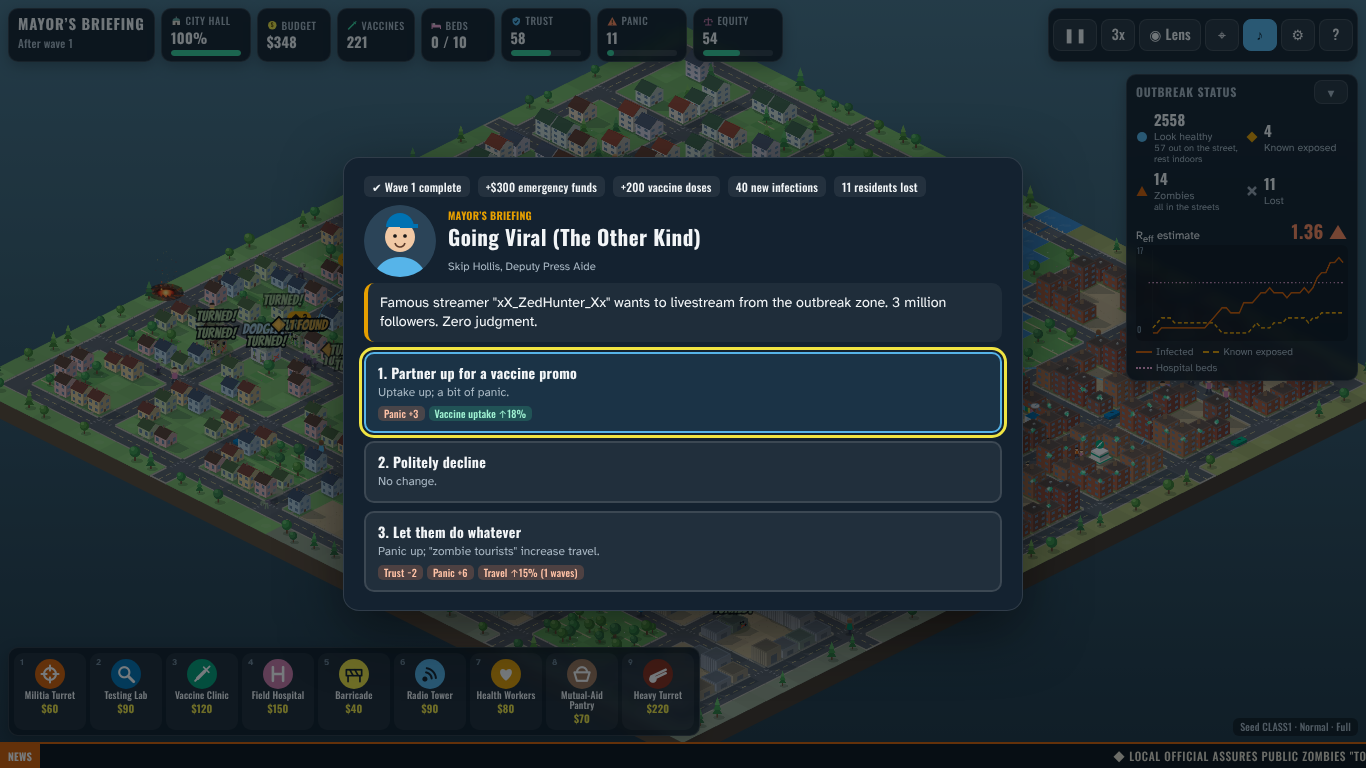 MAYOR'S BRIEFING
After wave 1
CITY HALL
100%
BUDGET
$348
VACCINES
221
BEDS
0 / 10
TRUST
58
PANIC
11
EQUITY
54
3x
Lens
?
OUTBREAK STATUS
2558
Look healthy
57 out on the street, rest indoors
4
Known exposed
14
Zombies
all in the streets
11
Lost
Reff estimate
1.36
17
0
Infected
Known exposed
Hospital beds
✔ Wave 1 complete
+$300 emergency funds
+200 vaccine doses
40 new infections
11 residents lost
MAYOR'S BRIEFING
Going Viral (The Other Kind)
Skip Hollis, Deputy Press Aide
Famous streamer "xX_ZedHunter_Xx" wants to livestream from the outbreak zone. 3 million
followers. Zero judgment.
1. Partner up for a vaccine promo
Uptake up; a bit of panic.
Panic +3
Vaccine uptake ↑18%
2. Politely decline
No change.
3. Let them do whatever
Panic up; "zombie tourists" increase travel.
Trust -2
Panic +6
Travel ↑15% (1 waves)
TURNED!
TURNED!
TURNED!
TURNED!
1
Militia Turret
$60
2
Testing Lab
$90
3
Vaccine Clinic
$120
4
Field Hospital
$150
5
Barricade
$40
6
Radio Tower
$90
7
Health Workers
$80
8
Mutual-Aid
Pantry
$70
9
Heavy Turret
$220
Seed CLASS1 · Normal · Full
NEWS
◆ LOCAL OFFICIAL ASSURES PUBLIC ZOMBIES "TO